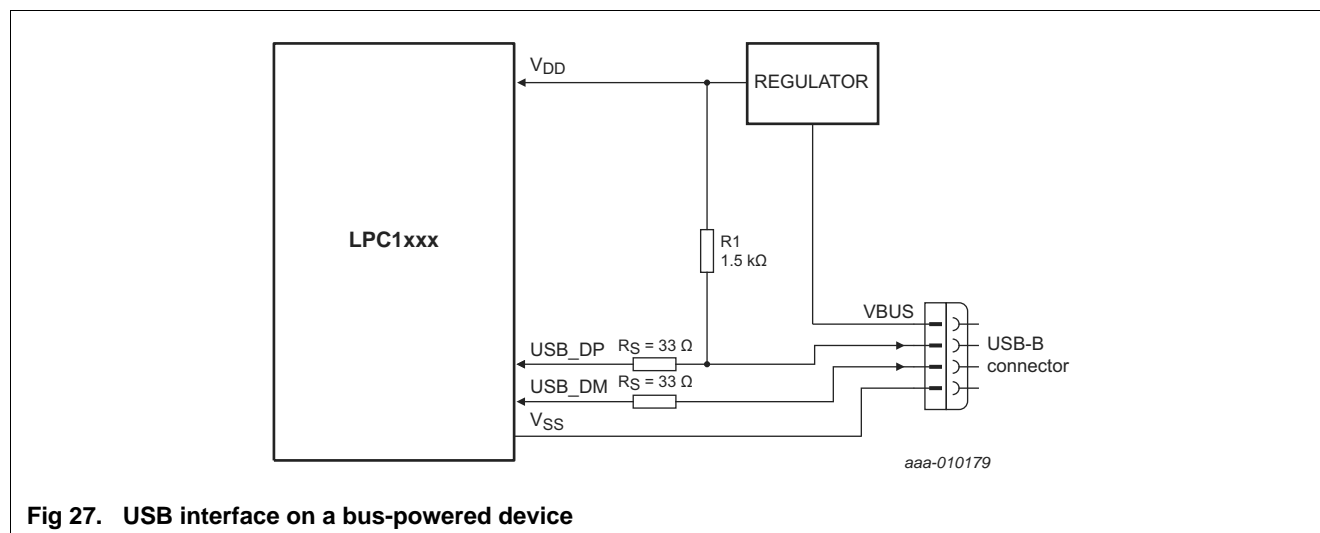 VDD
REGULATOR
LPC1xxx
R1
1.5 kΩ
VBUS
USB-B
connector
USB_DP
RS = 33 Ω
USB_DM
RS = 33 Ω
VSS
aaa-010179
Fig 27. USB interface on a bus-powered device